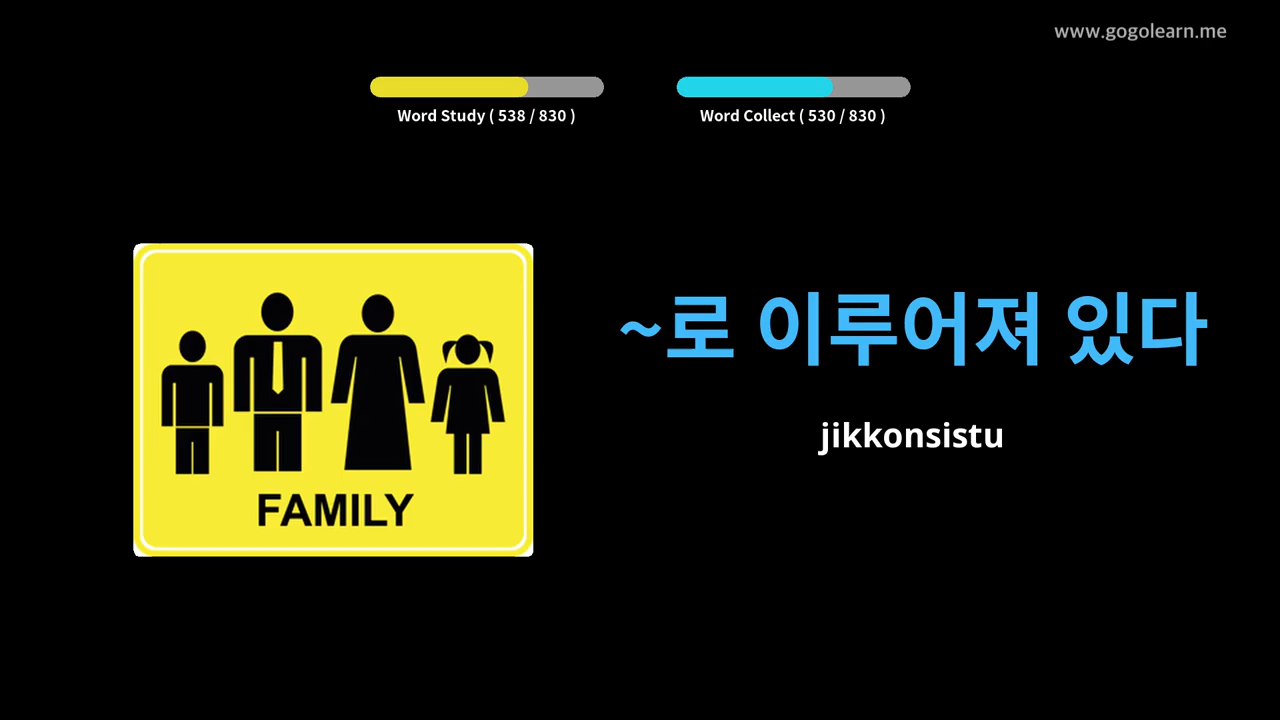 www.gogolearn.me
Word Study ( 538 / 830 )
Word Collect ( 530 / 830 )
~로 이루어져 있다
jikkonsistu
FAMILY